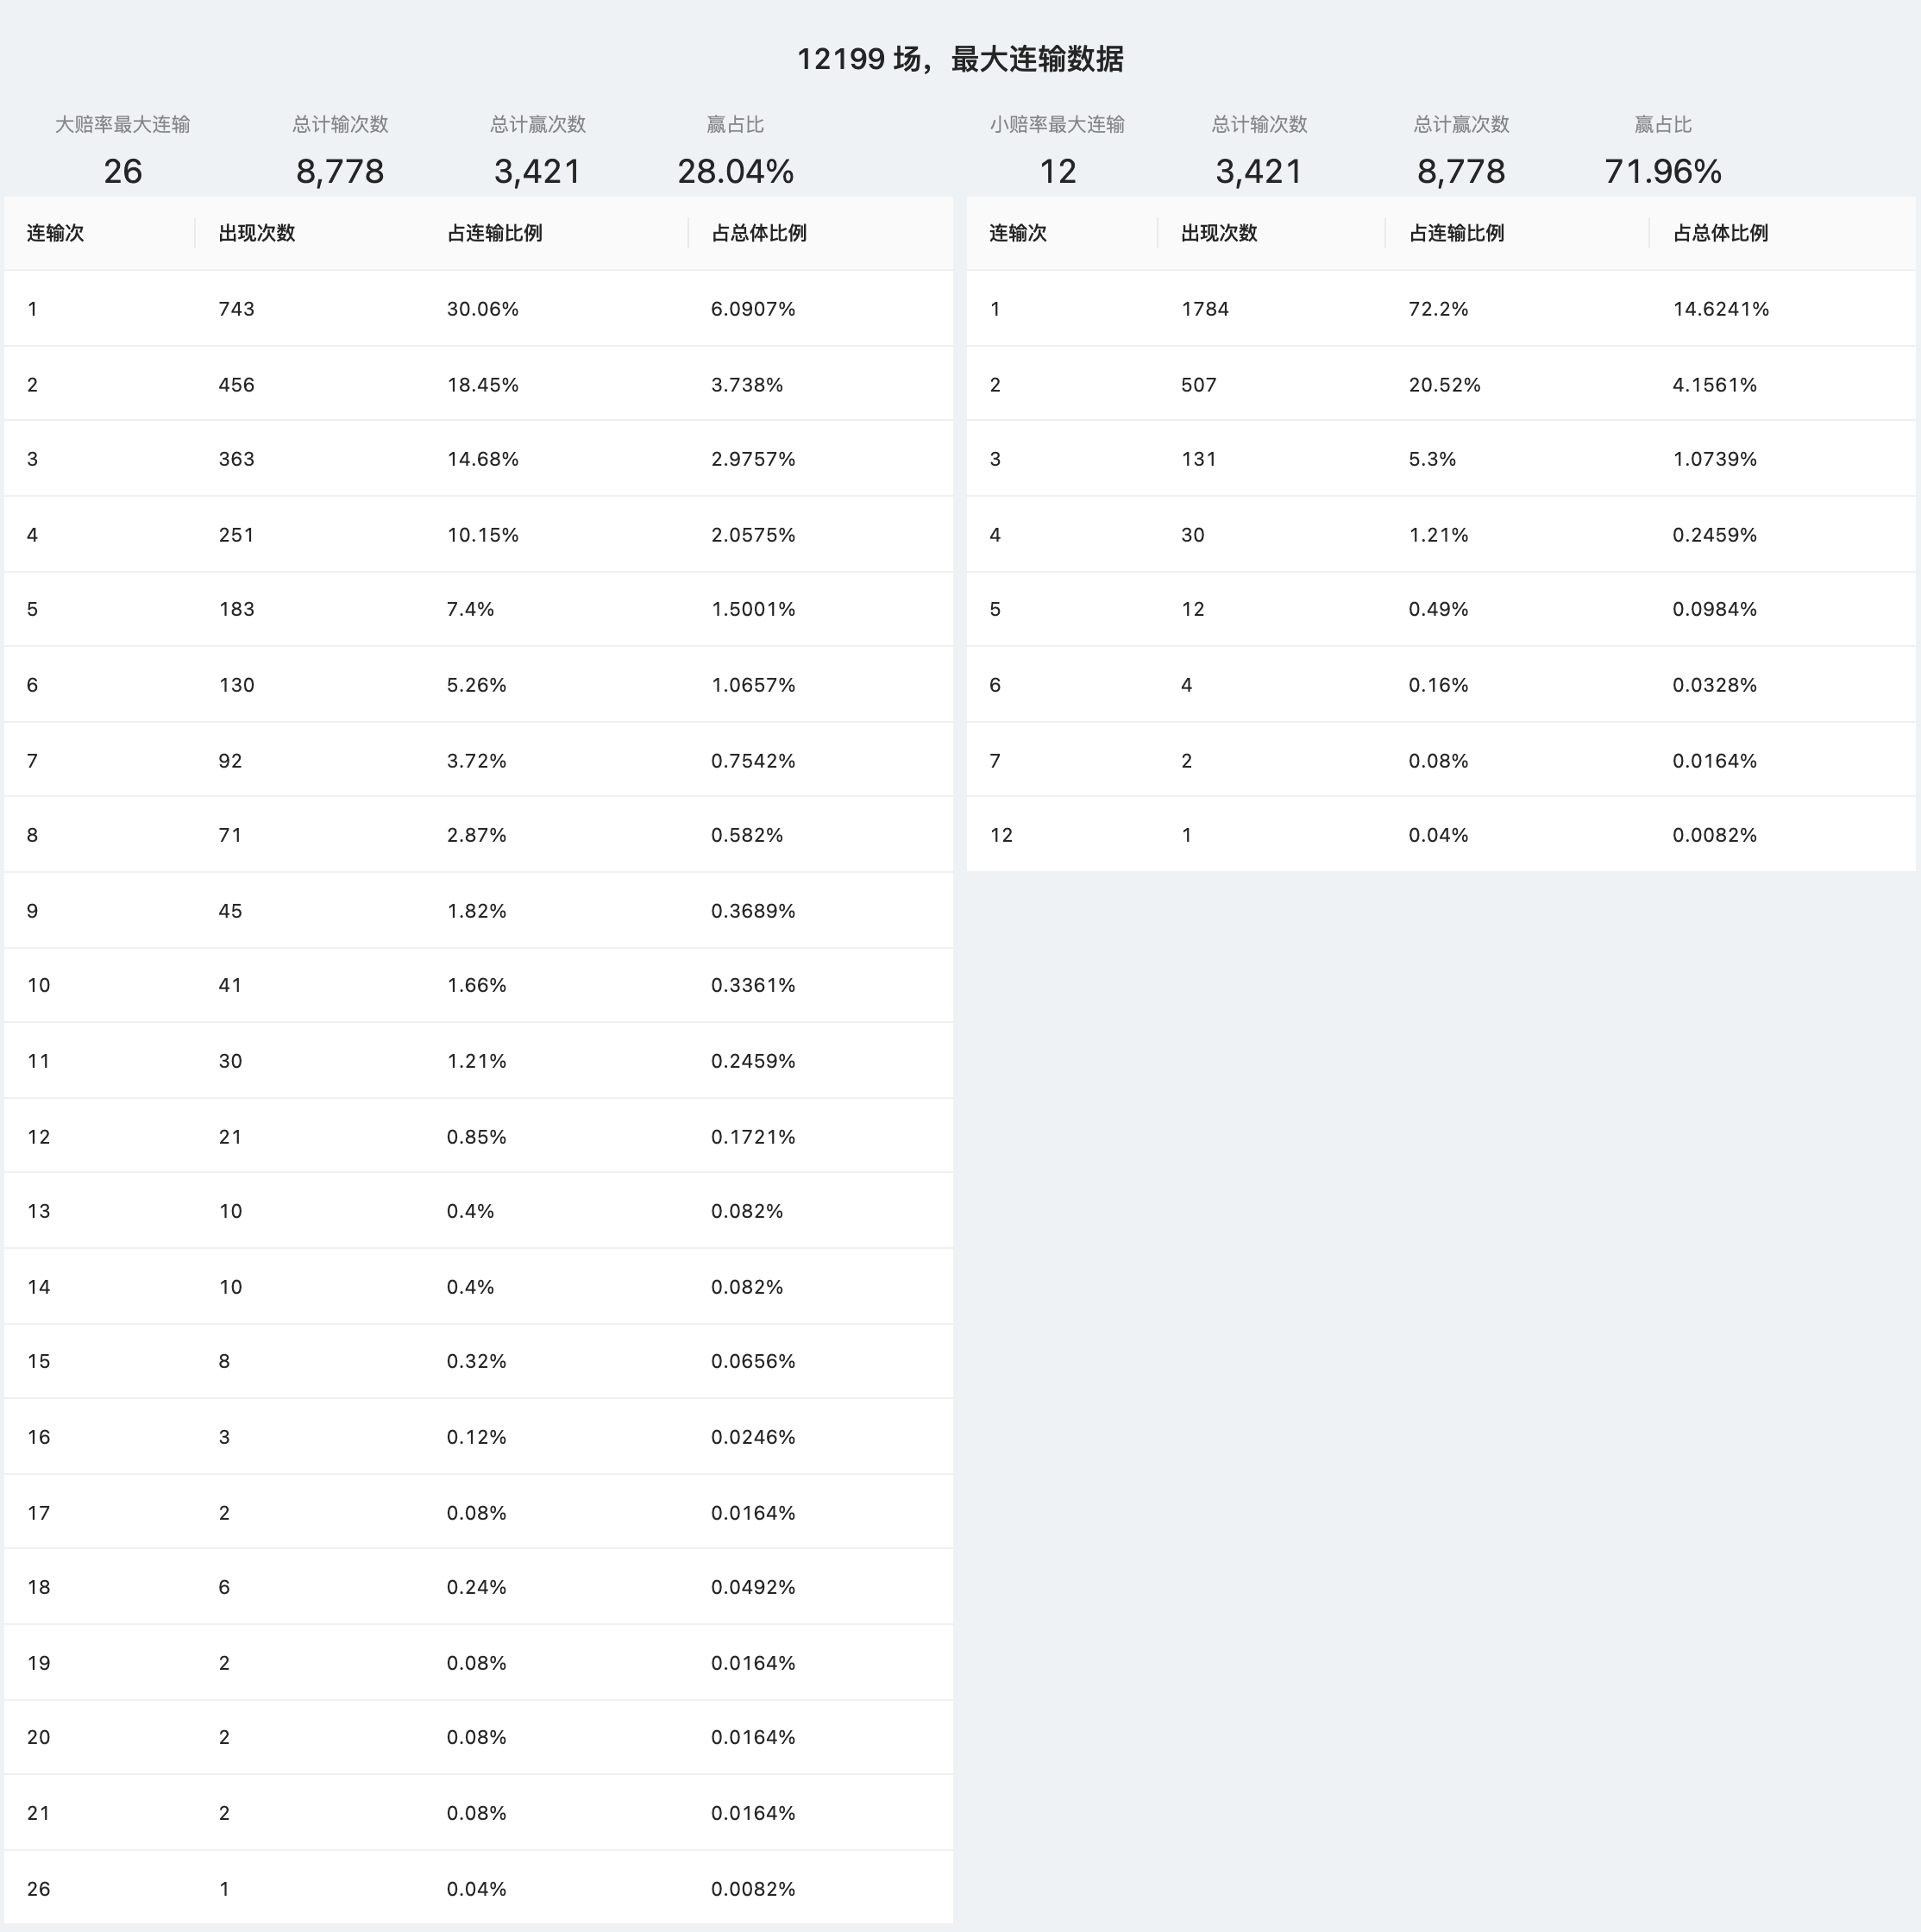 12199 场，最大连输数据
大赔率最大连输 总计输次数 总计赢次数 赢占比
26 8,778 3,421 28.04%
连输次 出现次数 占连输比例 占总体比例
1 743 30.06% 6.0907%
2 456 18.45% 3.738%
3 363 14.68% 2.9757%
4 251 10.15% 2.0575%
5 183 7.4% 1.5001%
6 130 5.26% 1.0657%
7 92 3.72% 0.7542%
8 71 2.87% 0.582%
9 45 1.82% 0.3689%
10 41 1.66% 0.3361%
11 30 1.21% 0.2459%
12 21 0.85% 0.1721%
13 10 0.4% 0.082%
14 10 0.4% 0.082%
15 8 0.32% 0.0656%
16 3 0.12% 0.0246%
17 2 0.08% 0.0164%
18 6 0.24% 0.0492%
19 2 0.08% 0.0164%
20 2 0.08% 0.0164%
21 2 0.08% 0.0164%
26 1 0.04% 0.0082%
小赔率最大连输 总计输次数 总计赢次数 赢占比
12 3,421 8,778 71.96%
连输次 出现次数 占连输比例 占总体比例
1 1784 72.2% 14.6241%
2 507 20.52% 4.1561%
3 131 5.3% 1.0739%
4 30 1.21% 0.2459%
5 12 0.49% 0.0984%
6 4 0.16% 0.0328%
7 2 0.08% 0.0164%
12 1 0.04% 0.0082%